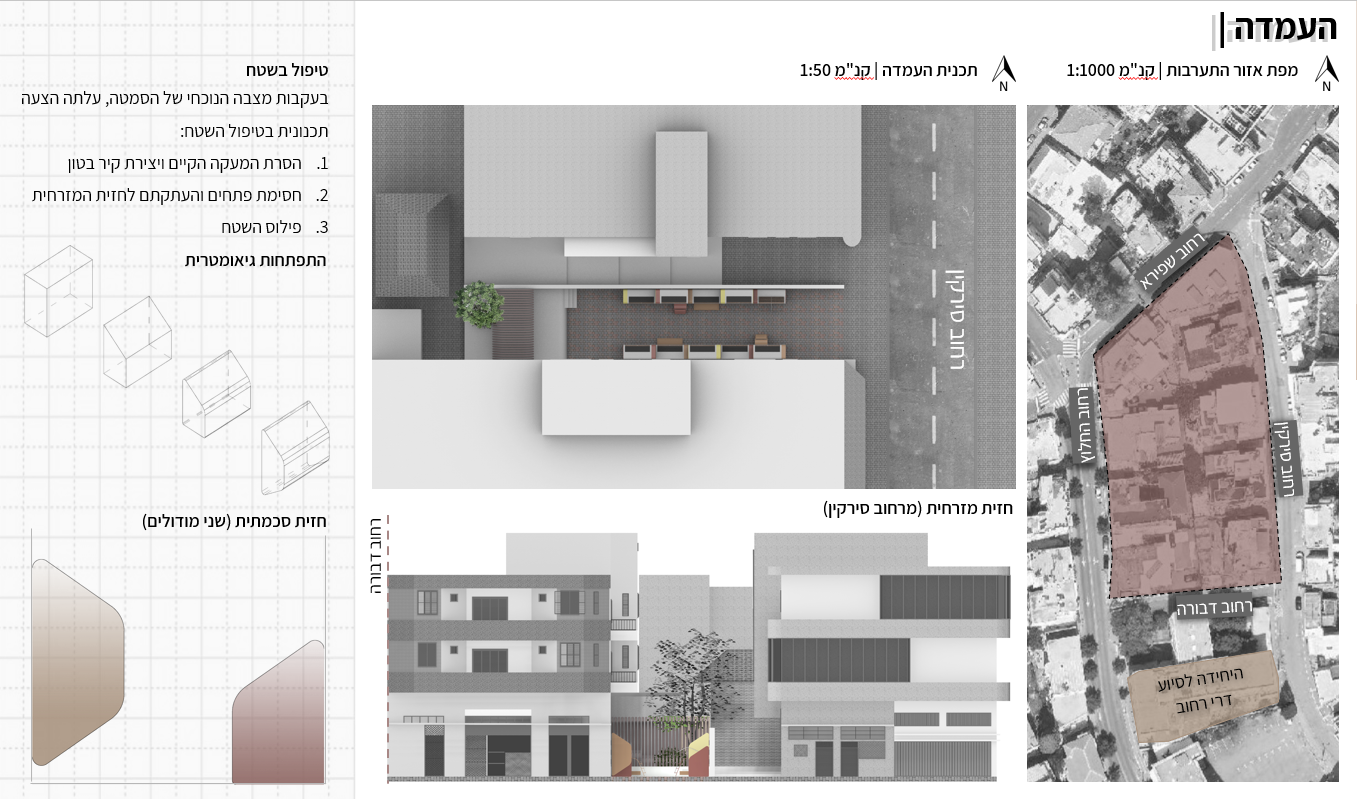 העמדה|
מפת אזור התערבות | קנ"מ 1:1000
N
רחוב שפירא
רחוב החלוץ
רחוב סירקין
רחוב דבורה
היחידה לסיוע
דרי רחוב
תכנית העמדה | קנ"מ 1:50
N
רחוב סירקין
חזית מזרחית (מרחוב סירקין)
רחוב דבורה
טיפול בשטח
בעקבות מצבה הנוכחי של הסמטה, עלתה הצעה
תכנונית בטיפול השטח:
1. הסרת המעקה הקיים ויצירת קיר בטון
2. חסימת פתחים והעתקתם לחזית המזרחית
3. פילוס השטח
התפתחות גיאומטרית
חזית סכמתית (שני מודולים)